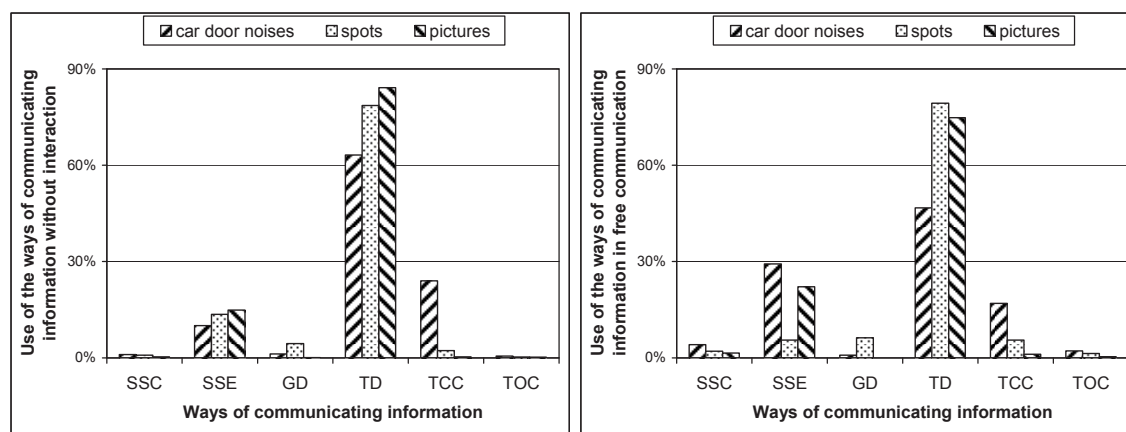 car door noises spots pictures
Use of the ways of communicating
information without interaction
90%
60%
30%
0%
SSC SSE GD TD TCC TOC
Ways of communicating information
car door noises spots pictures
Use of the ways of communicating
information in free communication
90%
60%
30%
0%
SSC SSE GD TD TCC TOC
Ways of communicating information